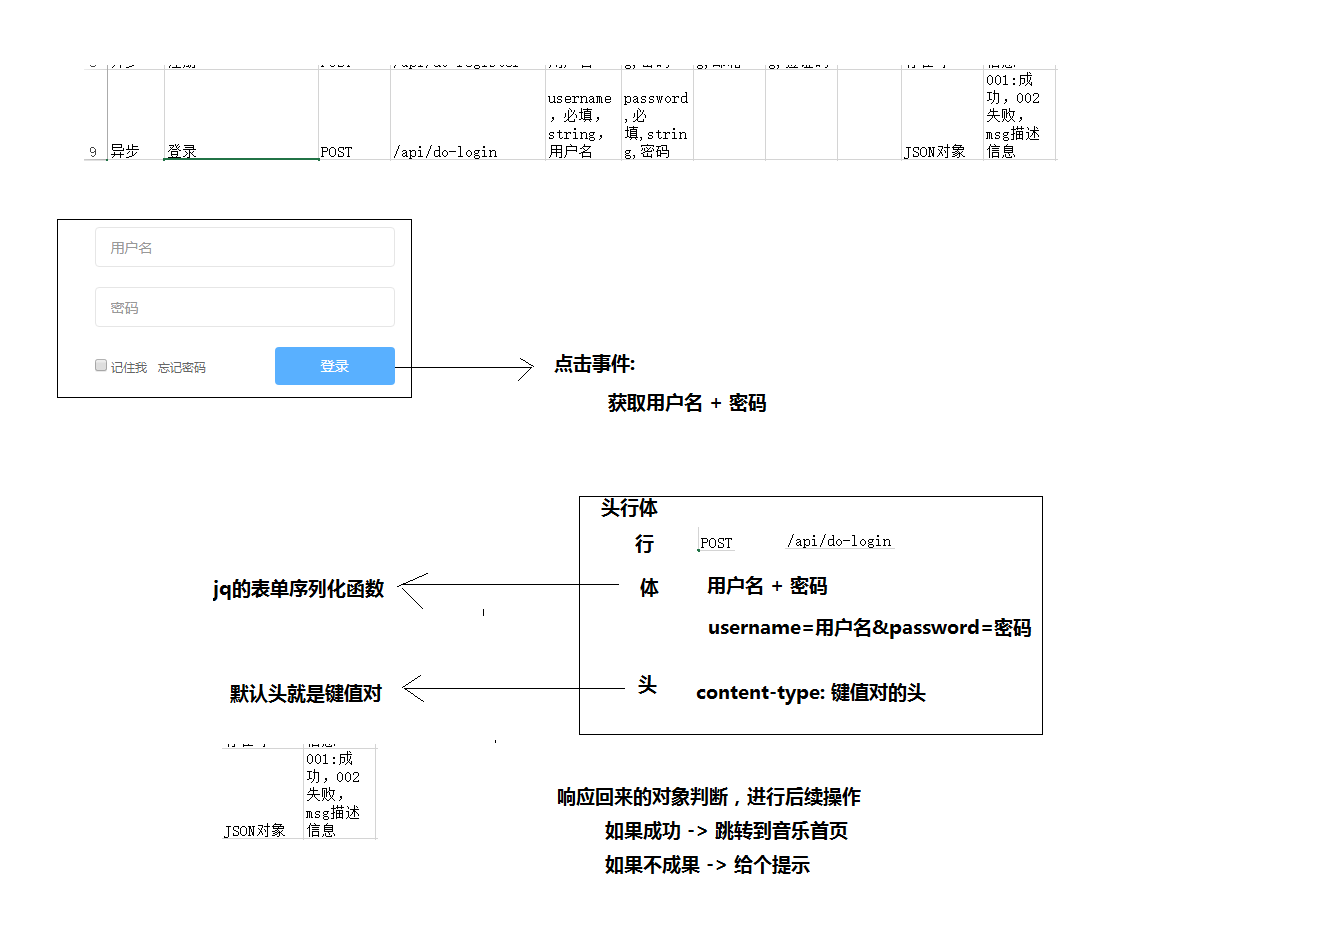 /api/do-register
001:成
功，002
失败，
msg描述
信息
username
，必填，
string，
用户名
password
,必
填,strin
g,密码
9 异步 登录 POST /api/do-login JSON对象
用户名
密码
记住我 忘记密码 登录
点击事件:
获取用户名 + 密码
头行体
行 POST /api/do-login
jq的表单序列化函数 体 用户名 + 密码
username=用户名&password=密码
默认头就是键值对 头 content-type: 键值对的头
001:成
功，002
失败，
msg描述
JSON对象 信息
响应回来的对象判断，进行后续操作
如果成功 -> 跳转到音乐首页
如果不成果 -> 给个提示